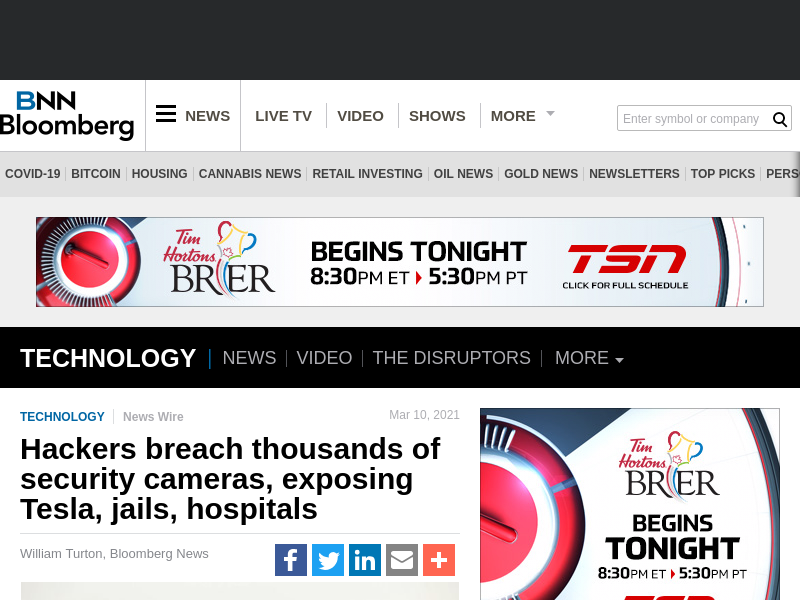 BNN
Bloomberg
NEWS
LIVE TV
VIDEO
SHOWS
MORE
Enter symbol or company
COVID-19
BITCOIN
HOUSING
CANNABIS NEWS
RETAIL INVESTING
OIL NEWS
GOLD NEWS
NEWSLETTERS
TOP PICKS
PERS
Tim
Hortons
BRIER
BEGINS TONIGHT
8:30PM ET 5:30PM PT
TSN
CLICK FOR FULL SCHEDULE
TECHNOLOGY
NEWS
VIDEO
THE DISRUPTORS
MORE
TECHNOLOGY
News Wire
Mar 10, 2021
Hackers breach thousands of
security cameras, exposing
Tesla, jails, hospitals
William Turton, Bloomberg News
Tim
Hortons
BRIER
BEGINS
TONIGHT
8:30PM ET 5:30PM PT